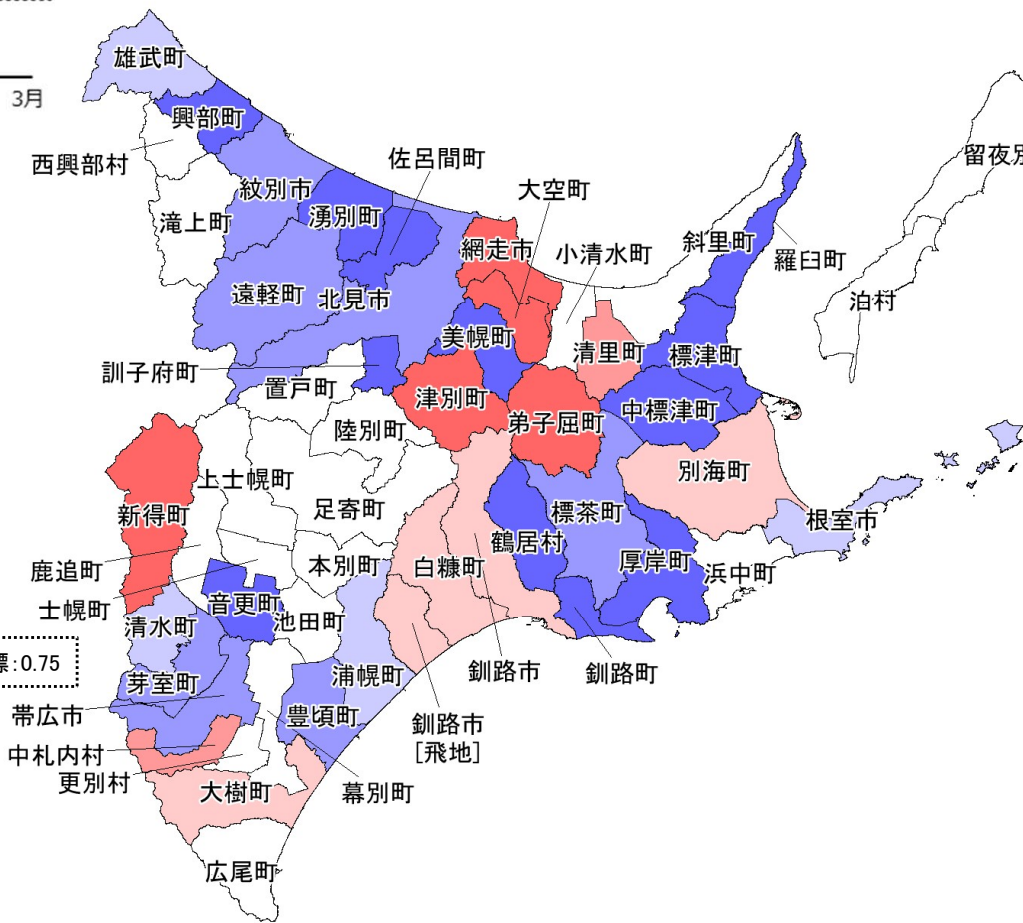 雄武町
3月
興部町
西興部村
佐呂間町
留夜別
紋別市
大空町
滝上町
湧別町
網走市
小清水町
斜里町
羅臼町
遠軽町
北見市
泊村
美幌町
清里町
標津町
訓子府町
置戸町
津別町
中標津町
陸別町
弟子屈町
上士幌町
別海町
足寄町
標茶町
新得町
根室市
鶴居村
鹿追町
本別町
白糠町
厚岸町
浜中町
士幌町
音更町
池田町
清水町
標:0.75
浦幌町
釧路市
釧路町
芽室町
帯広市
豊頃町
釧路市
[飛地]
中札内村
更別村
大樹町
幕別町
広尾町